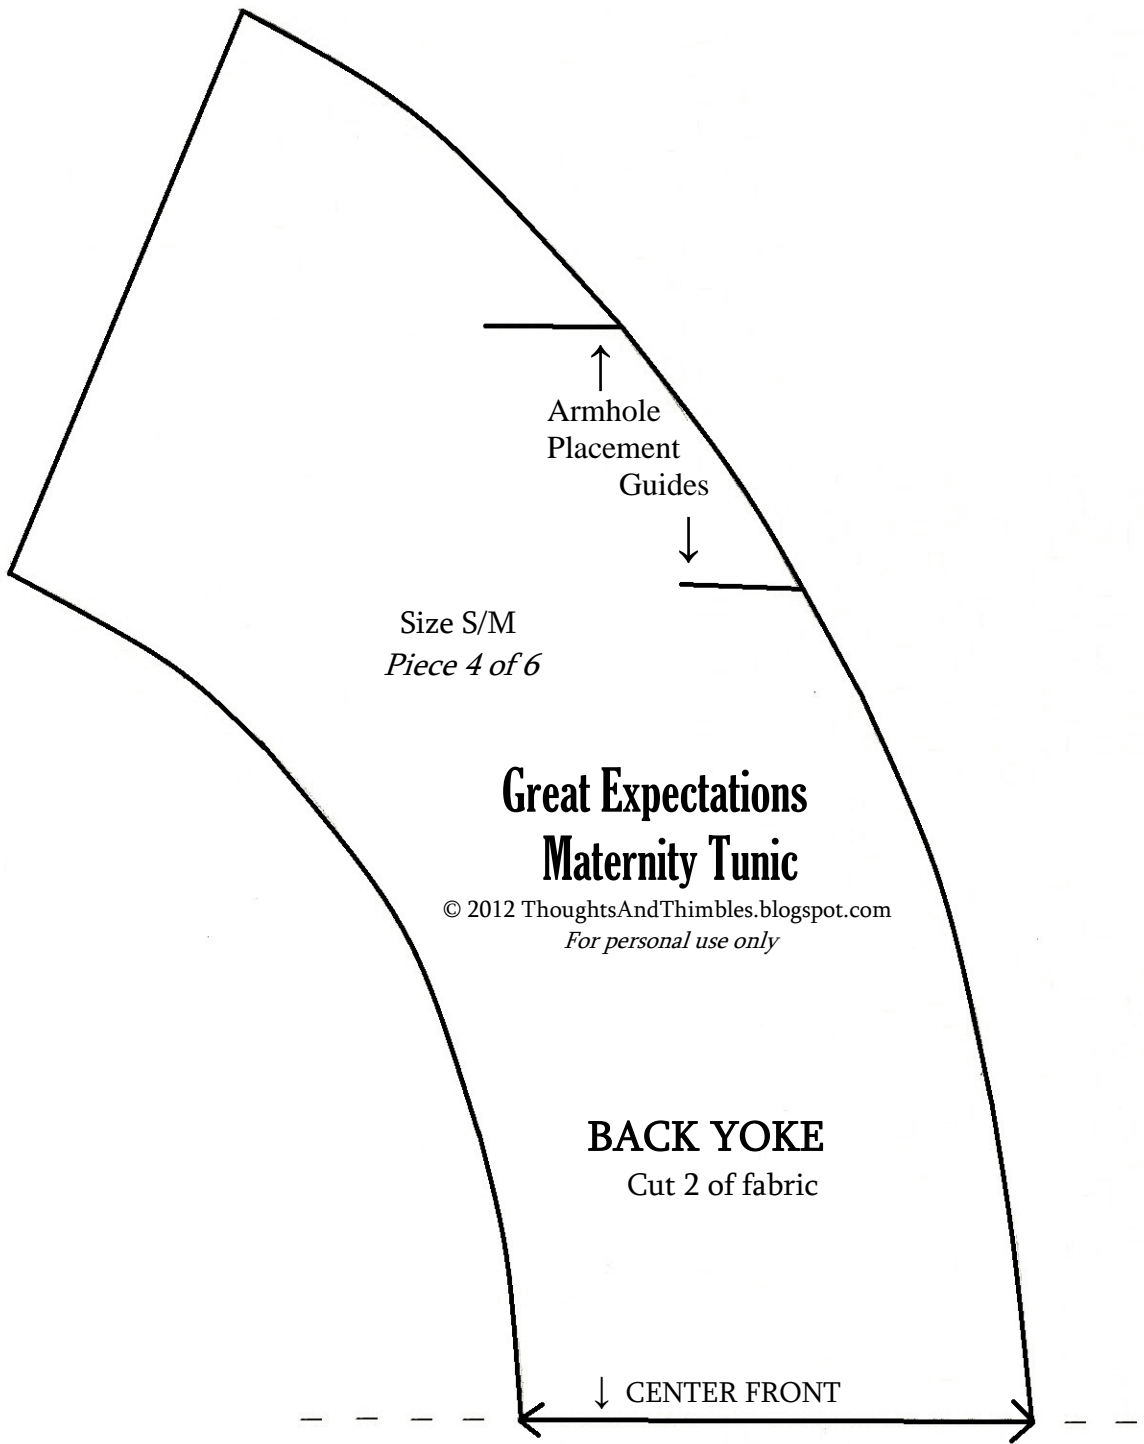 Armhole
Placement
Guides
Size S/M
Piece 4 of 6
Great Expectations
Maternity Tunic
© 2012 ThoughtsAndThimbles.blogspot.com
For personal use only
BACK YOKE
Cut 2 of fabric
↓ CENTER FRONT